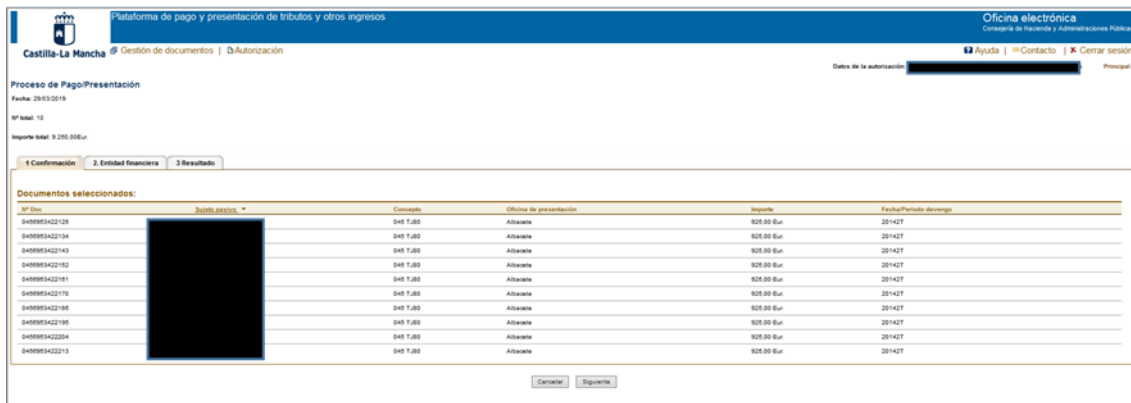 Plataforma de pago y presentación de tributos y otros ingresos
Oficina electrónica
Consejería de Hacienda y Administraciones Públicas
Castilla-La Mancha
Gestión de documentos | Autorización
Ayuda | Contacto | X Cerrar sesión
Datos de la autorización:
Principal
Proceso de Pago/Presentación
Fecha: 29/03/2019
Nº total: 10
Importe total: 9.250,00Eur.
1 Confirmación 2. Entidad financiera 3 Resultado
Documentos seleccionados:
Nº Doc Sujeto pasivo Concepto Oficina de presentación Importe Fecha/Periodo devengo
0456953422125 045 TJ80 Albacete 925,00 Eur. 20142T
0456953422134 045 TJ80 Albacete 925,00 Eur. 20142T
0456953422143 045 TJ80 Albacete 925,00 Eur. 20142T
0456953422152 045 TJ80 Albacete 925,00 Eur. 20142T
0456953422161 045 TJ80 Albacete 925,00 Eur. 20142T
0456953422170 045 TJ80 Albacete 925,00 Eur. 20142T
0456953422186 045 TJ80 Albacete 925,00 Eur. 20142T
0456953422195 045 TJ80 Albacete 925,00 Eur. 20142T
0456953422204 045 TJ80 Albacete 925,00 Eur. 20142T
0456953422213 045 TJ80 Albacete 925,00 Eur. 20142T
Cancelar Siguiente